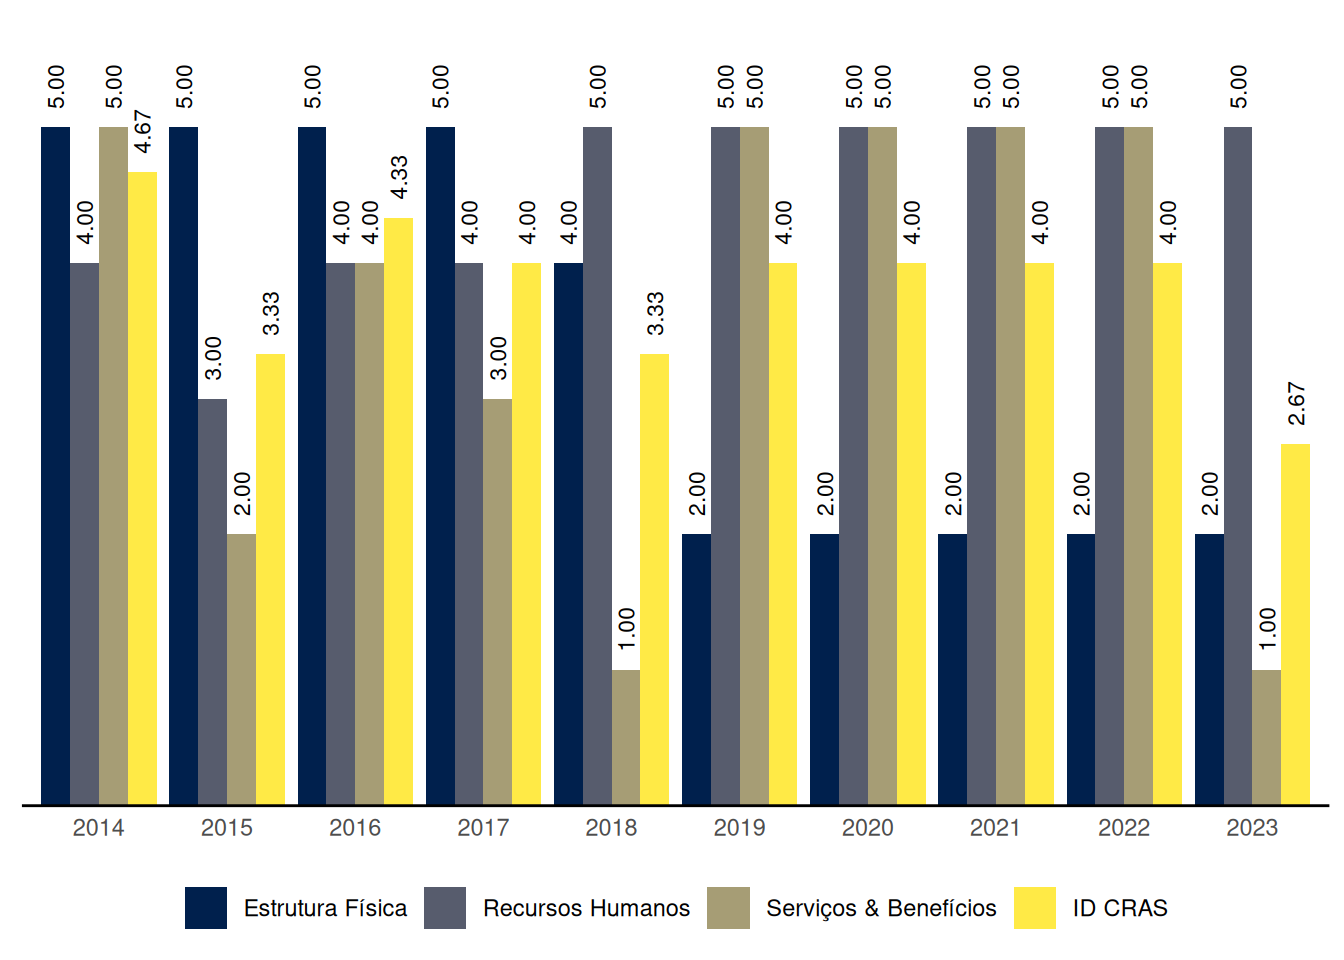 5.00 4.00 5.00 4.67 5.00 3.00 2.00 3.33 5.00 4.00 4.00 4.33 5.00 4.00 3.00 4.00 4.00 5.00 1.00 3.33 2.00 5.00 5.00 4.00 2.00 5.00 5.00 4.00 2.00 5.00 5.00 4.00 2.00 5.00 5.00 4.00 2.00 5.00 1.00 2.67
2014 2015 2016 2017 2018 2019 2020 2021 2022 2023
Estrutura Física Recursos Humanos Serviços & Benefícios ID CRAS